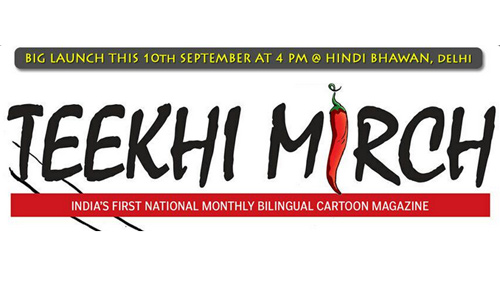 BIG LAUNCH THIS 10TH SEPTEMBER AT 4 PM @ HINDI BHAWAN, DELHI
TEEKHI MIRCH
INDIA'S FIRST NATIONAL MONTHLY BILINGUAL CARTOON MAGAZINE